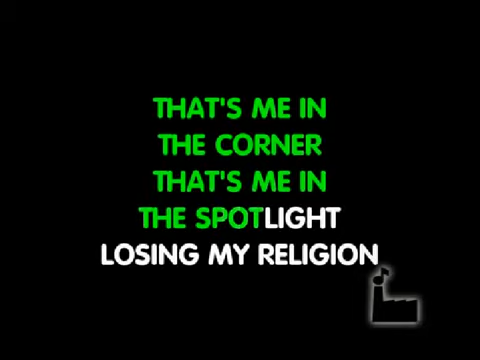 THAT'S ME IN
THE CORNER
THAT'S ME IN
THE SPOTLIGHT
LOSING MY RELIGION